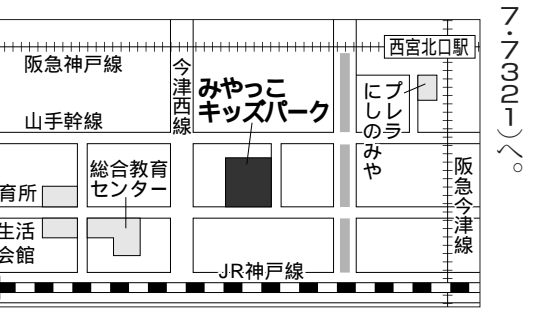 7・7321）へ。
西宮北口駅
阪急神戸線
今津西線
みやっこ
キッズパーク
プレラ
にしのみや
山手幹線
総合教育
センター
阪急今津線
育所
生活
会館
JR神戸線